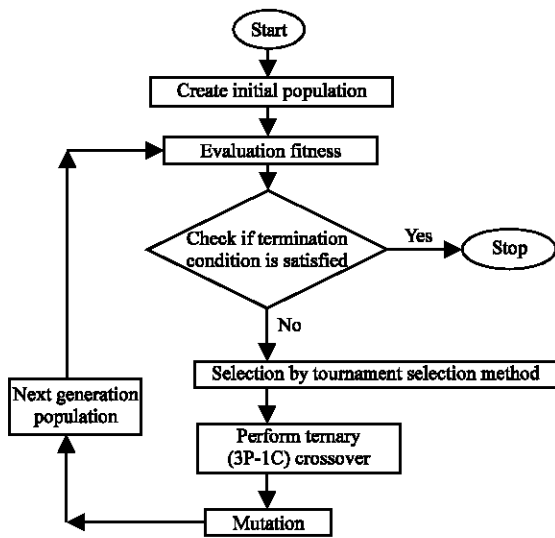 Start
Create initial population
Evaluation fitness
Check if termination
condition is satisfied
Yes
Stop
No
Selection by tournament selection method
Next generation
population
Perform ternary
(3P-1C) crossover
Mutation